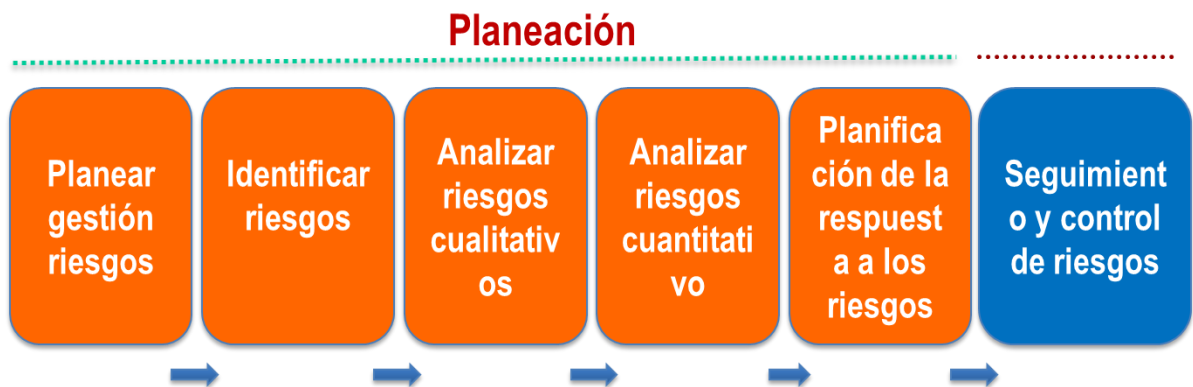 Planeación
Planear
gestión
riesgos
Identificar
riesgos
Analizar
riesgos
cualitativ
os
Analizar
riesgos
cuantitati
vo
Planifica
ción de la
respuest
a a los
riesgos
Seguimient
o y control
de riesgos